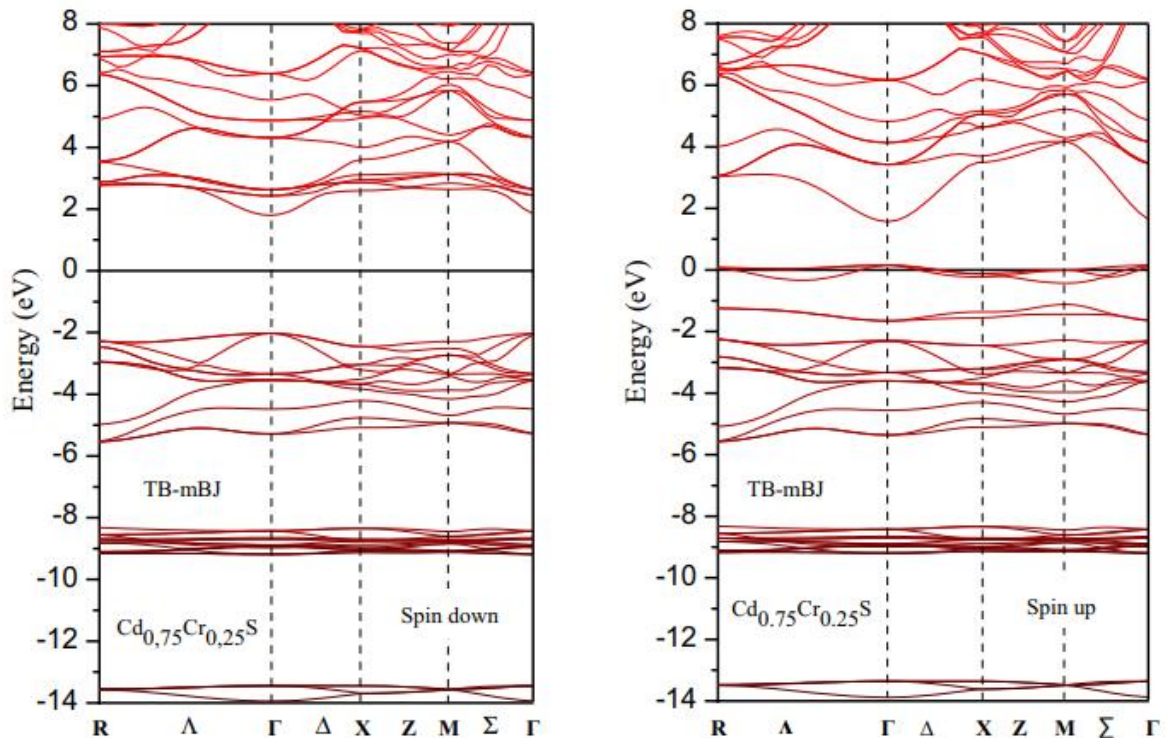 8
6
4
2
0
-2
-4
-6
-8
-10
-12
-14
Energy (eV)
TB-mBJ
Cd0,75Cr0,25S
Spin down
R Λ Γ Δ X Z M Σ Γ
8
6
4
2
0
-2
-4
-6
-8
-10
-12
-14
Energy (eV)
TB-mBJ
Cd0.75Cr0.25S
Spin up
R Λ Γ Δ X Z M Σ Γ